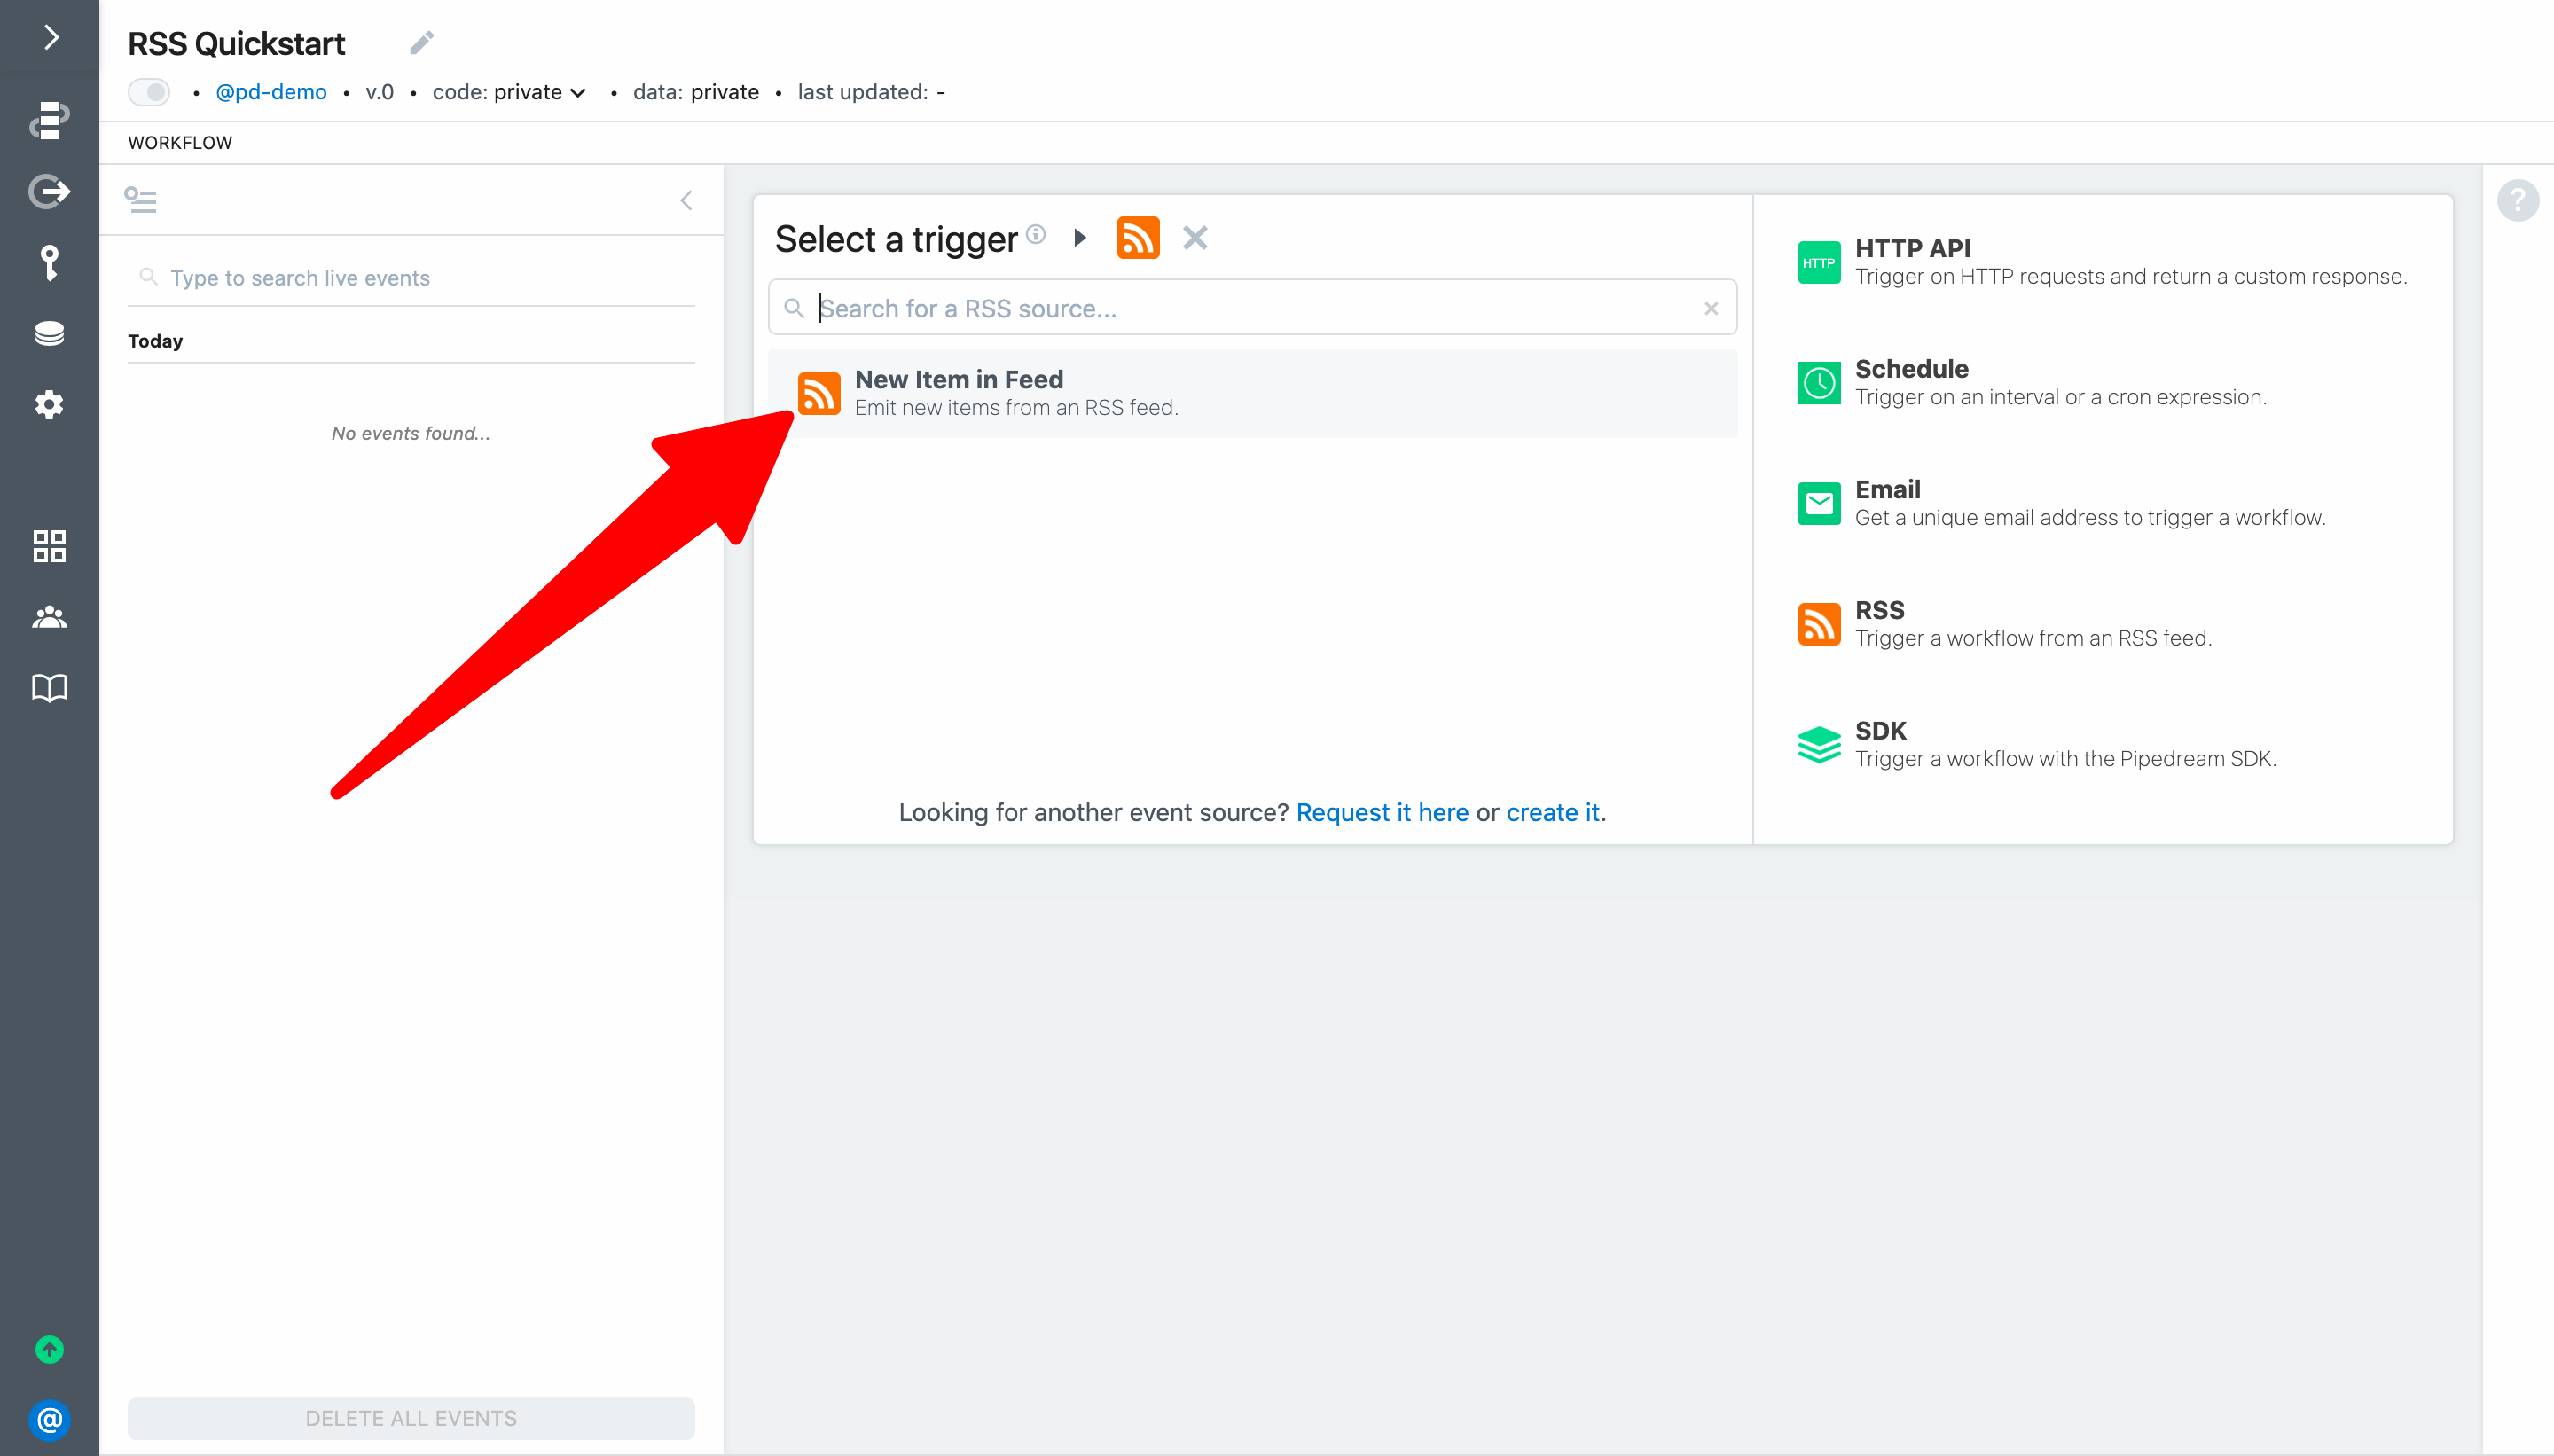 RSS Quickstart
• @pd-demo • v.0 • code: private • data: private • last updated: -
WORKFLOW
Type to search live events
Today
No events found...
DELETE ALL EVENTS
@
Select a trigger
Search for a RSS source...
New Item in Feed
Emit new items from an RSS feed.
Looking for another event source? Request it here or create it.
HTTP
HTTP API
Trigger on HTTP requests and return a custom response.
Schedule
Trigger on an interval or a cron expression.
Email
Get a unique email address to trigger a workflow.
RSS
Trigger a workflow from an RSS feed.
SDK
Trigger a workflow with the Pipedream SDK.
?